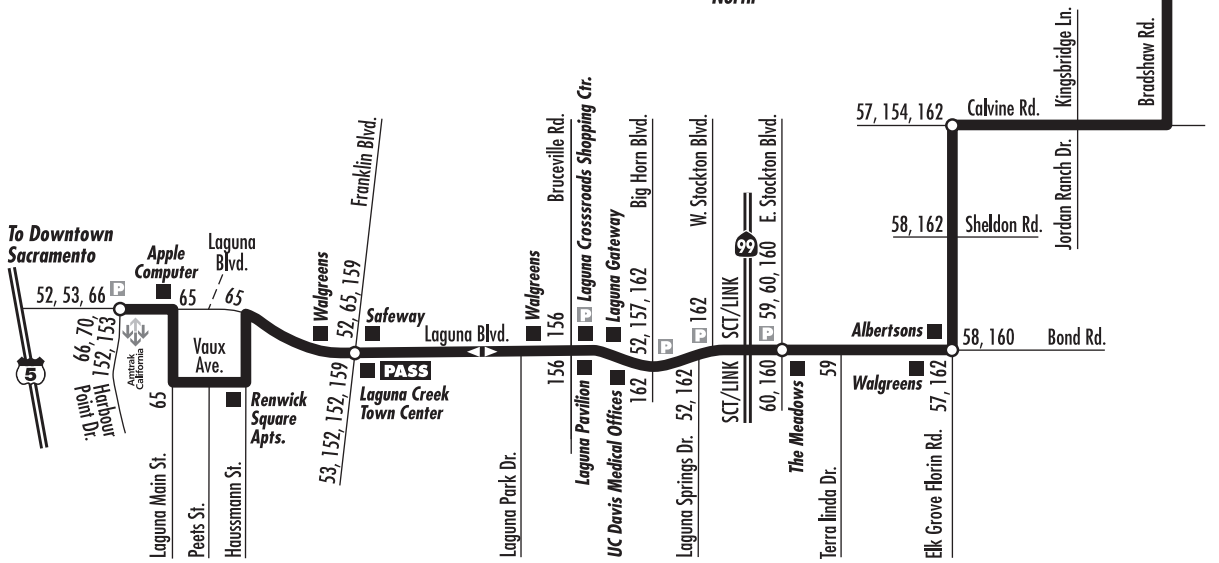 North
Kingsbridge Ln.
Bradshaw Rd.
57, 154, 162
Calvine Rd.
Jordan Ranch Dr.
58, 162
Sheldon Rd.
To Downtown
Sacramento
5
52, 53, 66
P
66, 70,
152, 153
Harbour
Point Dr.
Amtrak
California
Apple
Computer
65
Laguna
Blvd.
65
Vaux
Ave.
65
Renwick
Square
Apts.
Laguna Main St.
Peets St.
Haussmann St.
Walgreens
Franklin Blvd.
52, 65, 159
Safeway
Laguna Blvd.
PASS
Laguna Creek
Town Center
53, 152, 152, 159
Laguna Park Dr.
Walgreens
Bruceville Rd.
156
156
P
Laguna Crosssroads Shopping Ctr.
Laguna Pavilion
Laguna Gateway
UC Davis Medical Offices
Big Horn Blvd.
52, 157, 162
162
P
Laguna Springs Dr.
52, 162
W. Stockton Blvd.
P
162
99
SCT/LINK
SCT/LINK
E. Stockton Blvd.
P
59, 60, 160
60, 160
The Meadows
Terra linda Dr.
59
Albertsons
Walgreens
58, 160
Bond Rd.
57, 162
Elk Grove Florin Rd.